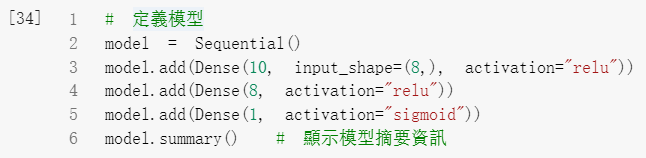 [34] 1 # 定義模型
2 model = Sequential()
3 model.add(Dense(10, input_shape=(8,), activation="relu"))
4 model.add(Dense(8, activation="relu"))
5 model.add(Dense(1, activation="sigmoid"))
6 model.summary() # 顯示模型摘要資訊